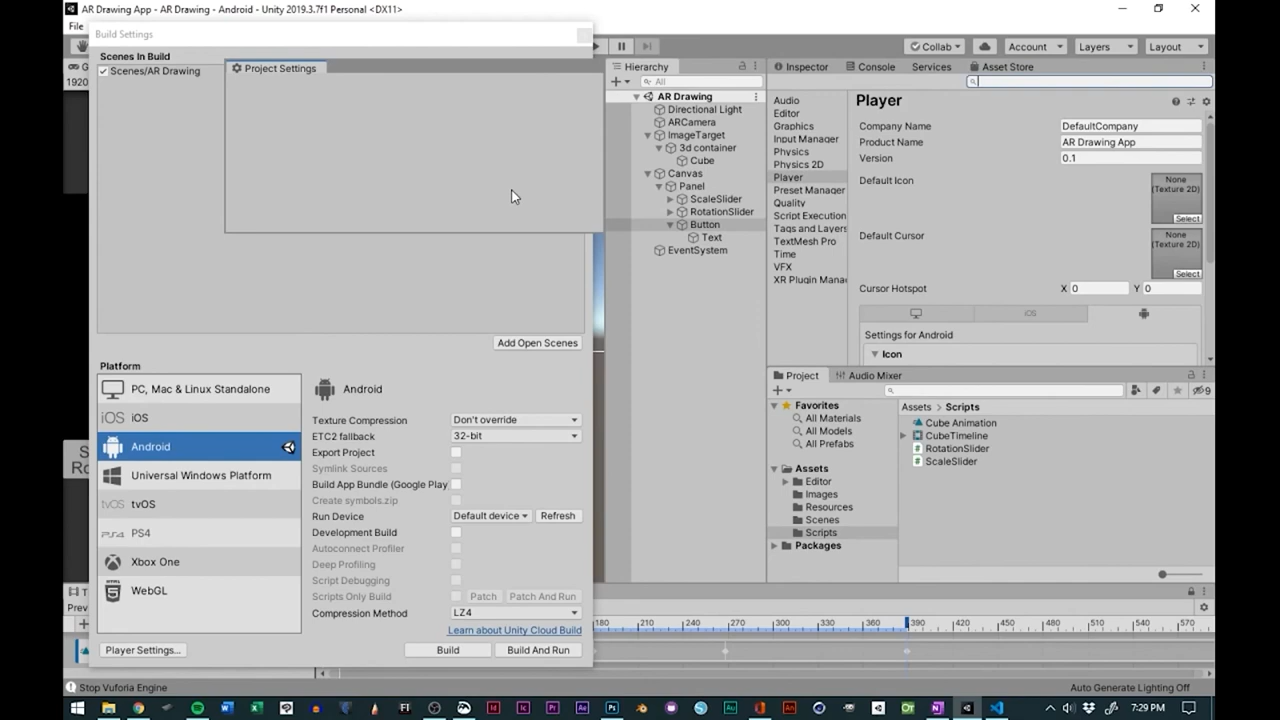 AR Drawing App - AR Drawing - Android - Unity 2019.3.7f1 Personal <DX11>
File
Build Settings
Scenes In Build
Scenes/AR Drawing
Project Settings
Add Open Scenes
Platform
PC, Mac & Linux Standalone
iOS iOS
Android
Universal Windows Platform
tvOS tvOS
PS4
Xbox One
HTML WebGL
Player Settings...
Android
Texture Compression Don't override
ETC2 fallback 32-bit
Export Project
Symlink Sources
Build App Bundle (Google Play
Create symbols.zip
Run Device Default device Refresh
Development Build
Autoconnect Profiler
Deep Profiling
Script Debugging
Scripts Only Build Patch Patch And Run
Compression Method LZ4
Learn about Unity Cloud Build
Build Build And Run
Collab Account Layers Layout
1920
S
Ro
Prev
Hierarchy
All
AR Drawing
Directional Light
ARCamera
ImageTarget
3d container
Cube
Canvas
Panel
ScaleSlider
RotationSlider
Button
Text
EventSystem
Inspector Console Services Asset Store
Audio
Editor
Graphics
Input Manager
Physics
Physics 2D
Player
Preset Manager
Quality
Script Execution
Tags and Layers
TextMesh Pro
Time
VFX
XR Plugin Mana
Player
Company Name DefaultCompany
Product Name AR Drawing App
Version 0.1
Default Icon
None
(Texture 2D)
Select
Default Cursor
None
(Texture 2D)
Select
Cursor Hotspot X 0 Y 0
iOS
Settings for Android
Icon
Project Audio Mixer
9
Favorites
All Materials
All Models
All Prefabs
Assets
Editor
Images
Resources
Scenes
Scripts
Packages
Assets > Scripts
Cube Animation
CubeTimeline
RotationSlider
ScaleSlider
180 210 240 270 300 330 360 390 420 450 480 510 540 570
Stop Vuforia Engine
Auto Generate Lighting Off
7:29 PM